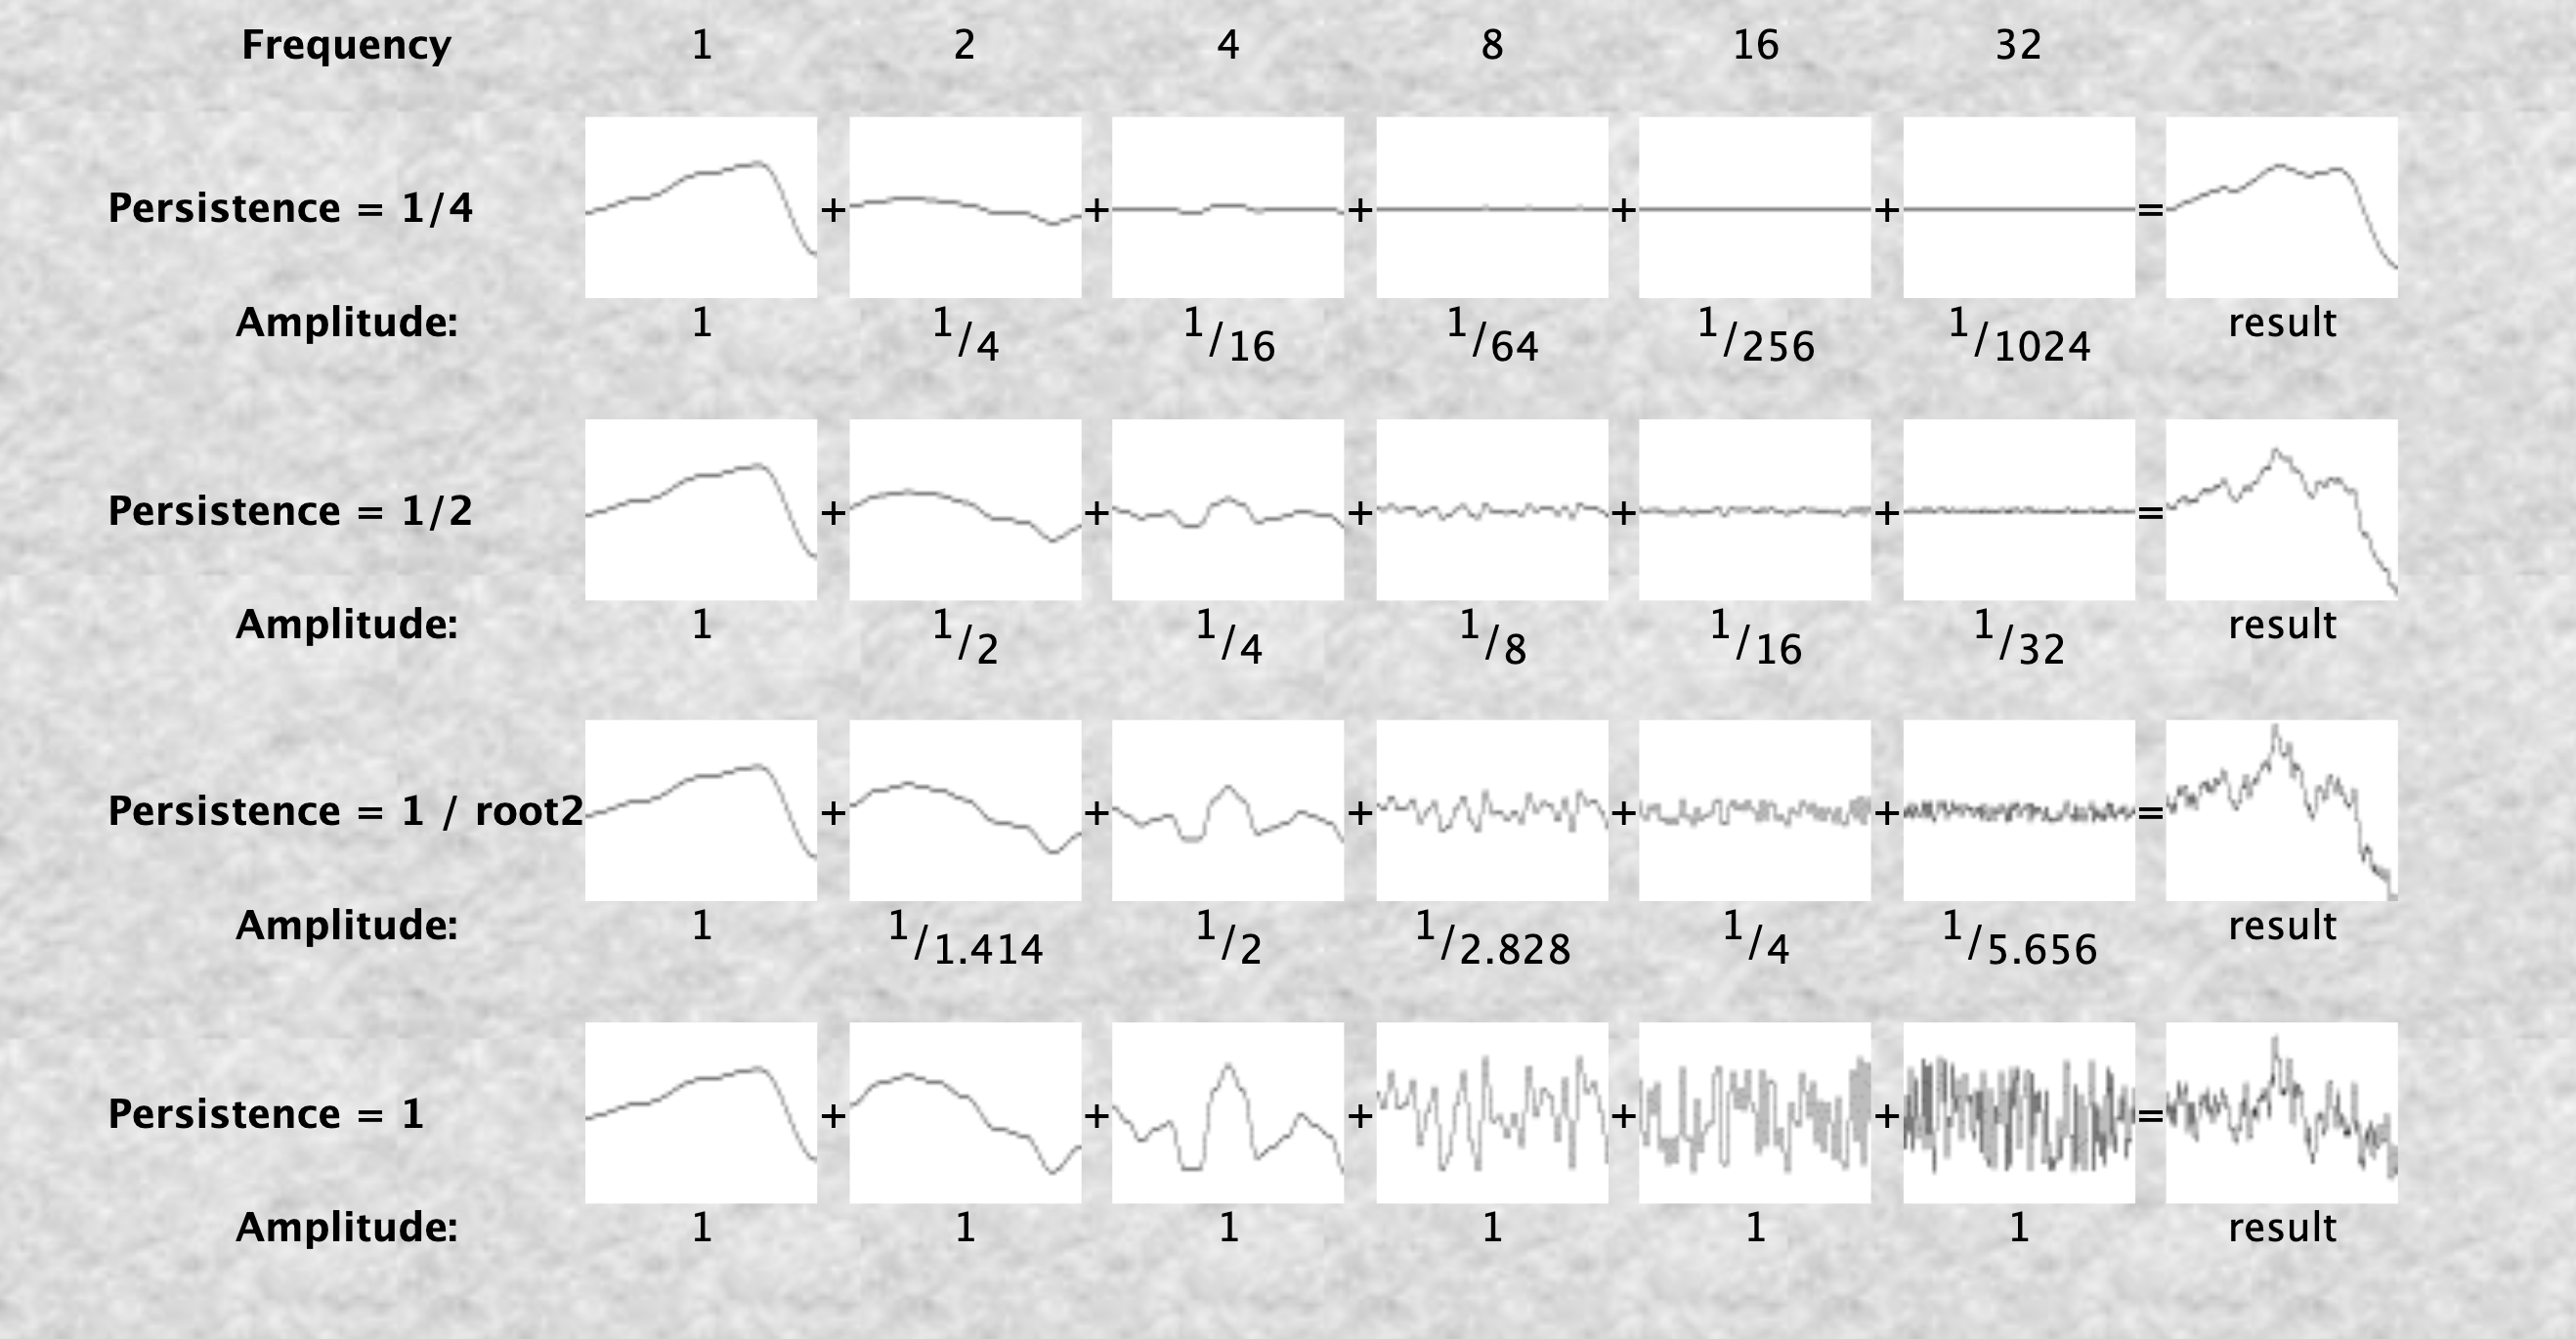 Frequency 1 2 4 8 16 32
Persistence = 1/4 + + + + + =
Amplitude: 1 1/4 1/16 1/64 1/256 1/1024 result
Persistence = 1/2 + + + + + =
Amplitude: 1 1/2 1/4 1/8 1/16 1/32 result
Persistence = 1 / root2 + + + + + =
Amplitude: 1 1/1.414 1/2 1/2.828 1/4 1/5.656 result
Persistence = 1 + + + + + =
Amplitude: 1 1 1 1 1 1 result